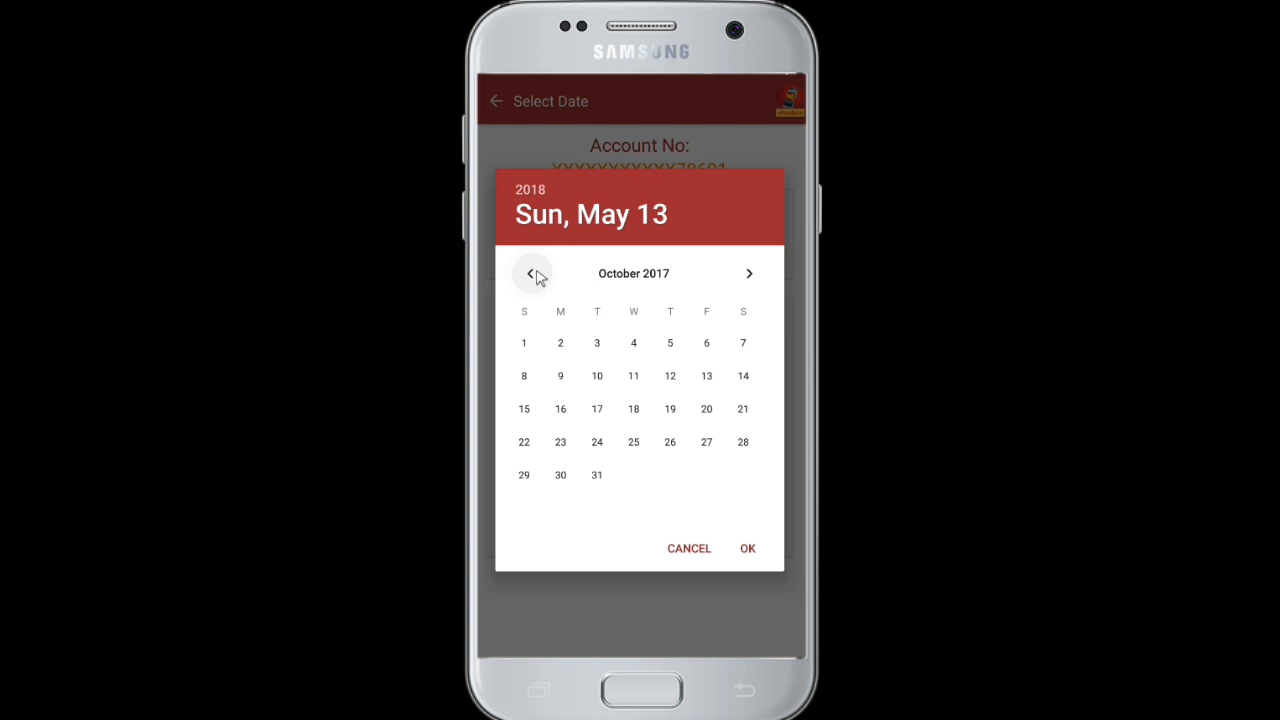 SAMSUNG
Select Date
Account No:
XXXXXXXXXXX78601
2018
Sun, May 13
October 2017
S M T W T F S
1 2 3 4 5 6 7
8 9 10 11 12 13 14
15 16 17 18 19 20 21
22 23 24 25 26 27 28
29 30 31
CANCEL OK